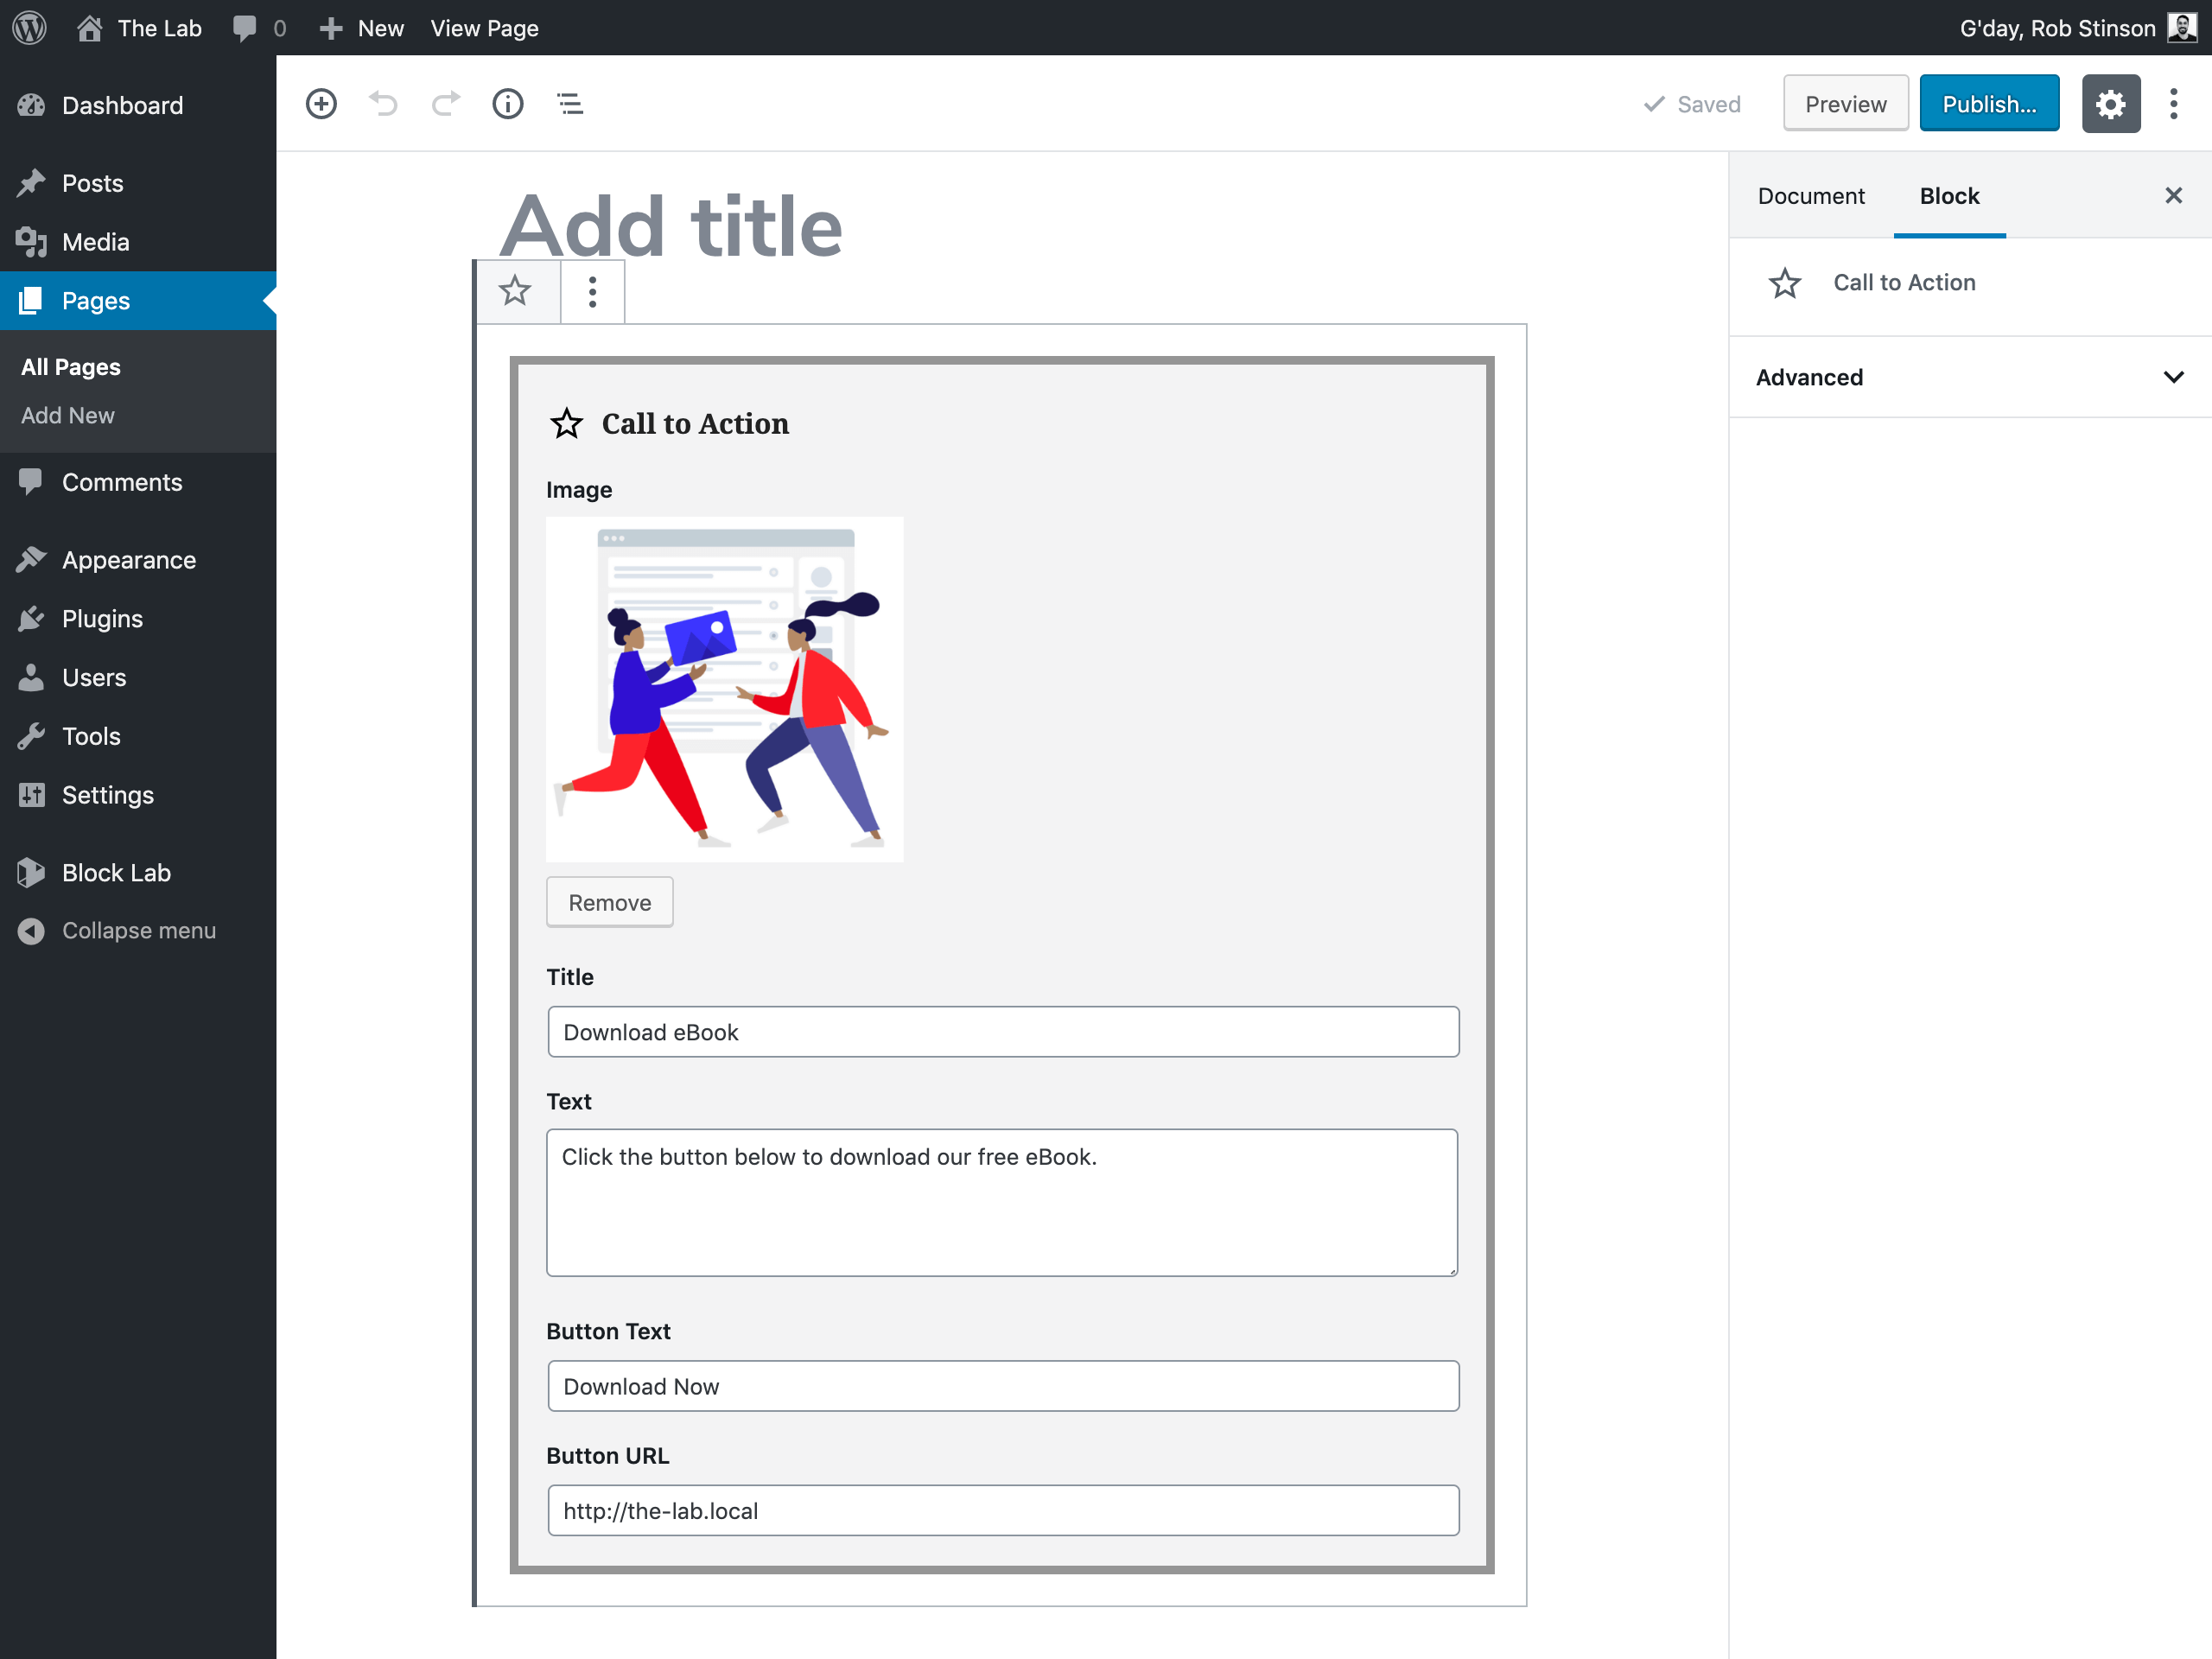 The Lab 0 New View Page G'day, Rob Stinson
Dashboard
Posts
Media
Pages
All Pages
Add New
Comments
Appearance
Plugins
Users
Tools
Settings
Block Lab
Collapse menu
Saved Preview Publish...
Add title
Call to Action
Image
Remove
Title
Download eBook
Text
Click the button below to download our free eBook.
Button Text
Download Now
Button URL
http://the-lab.local
Document Block
Call to Action
Advanced